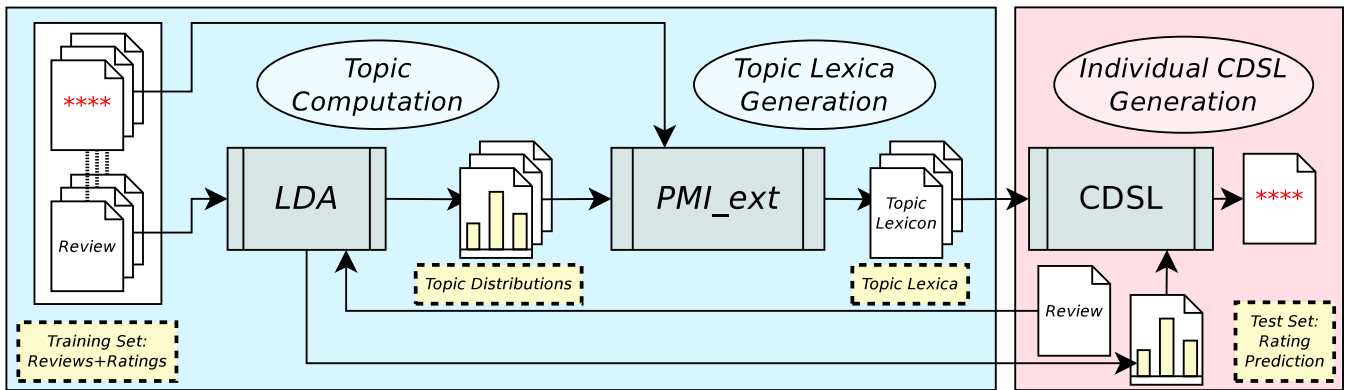 ****
Review
Training Set:
Reviews+Ratings
Topic
Computation
LDA
Topic Distributions
Topic Lexica
Generation
PMI_ext
Topic
Lexicon
Topic Lexica
Individual CDSL
Generation
CDSL
****
Review
Test Set:
Rating
Prediction